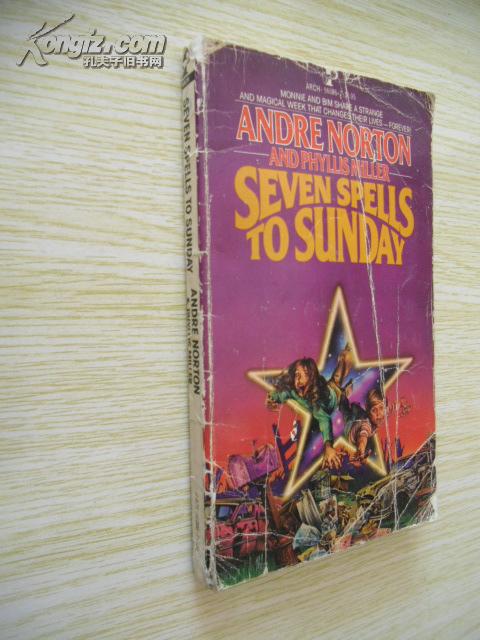 Kongfz.com
孔夫子旧书网
MONNIE AND BIM SHARE A STRANGE
AND MAGICAL WEEK THAT CHANGES THEIR LIVES—FOREVER!
ANDRE NORTON
AND PHYLLIS MILLER
SEVEN SPELLS
TO SUNDAY
SEVEN SPELLS TO SUNDAY
ANDRE NORTON